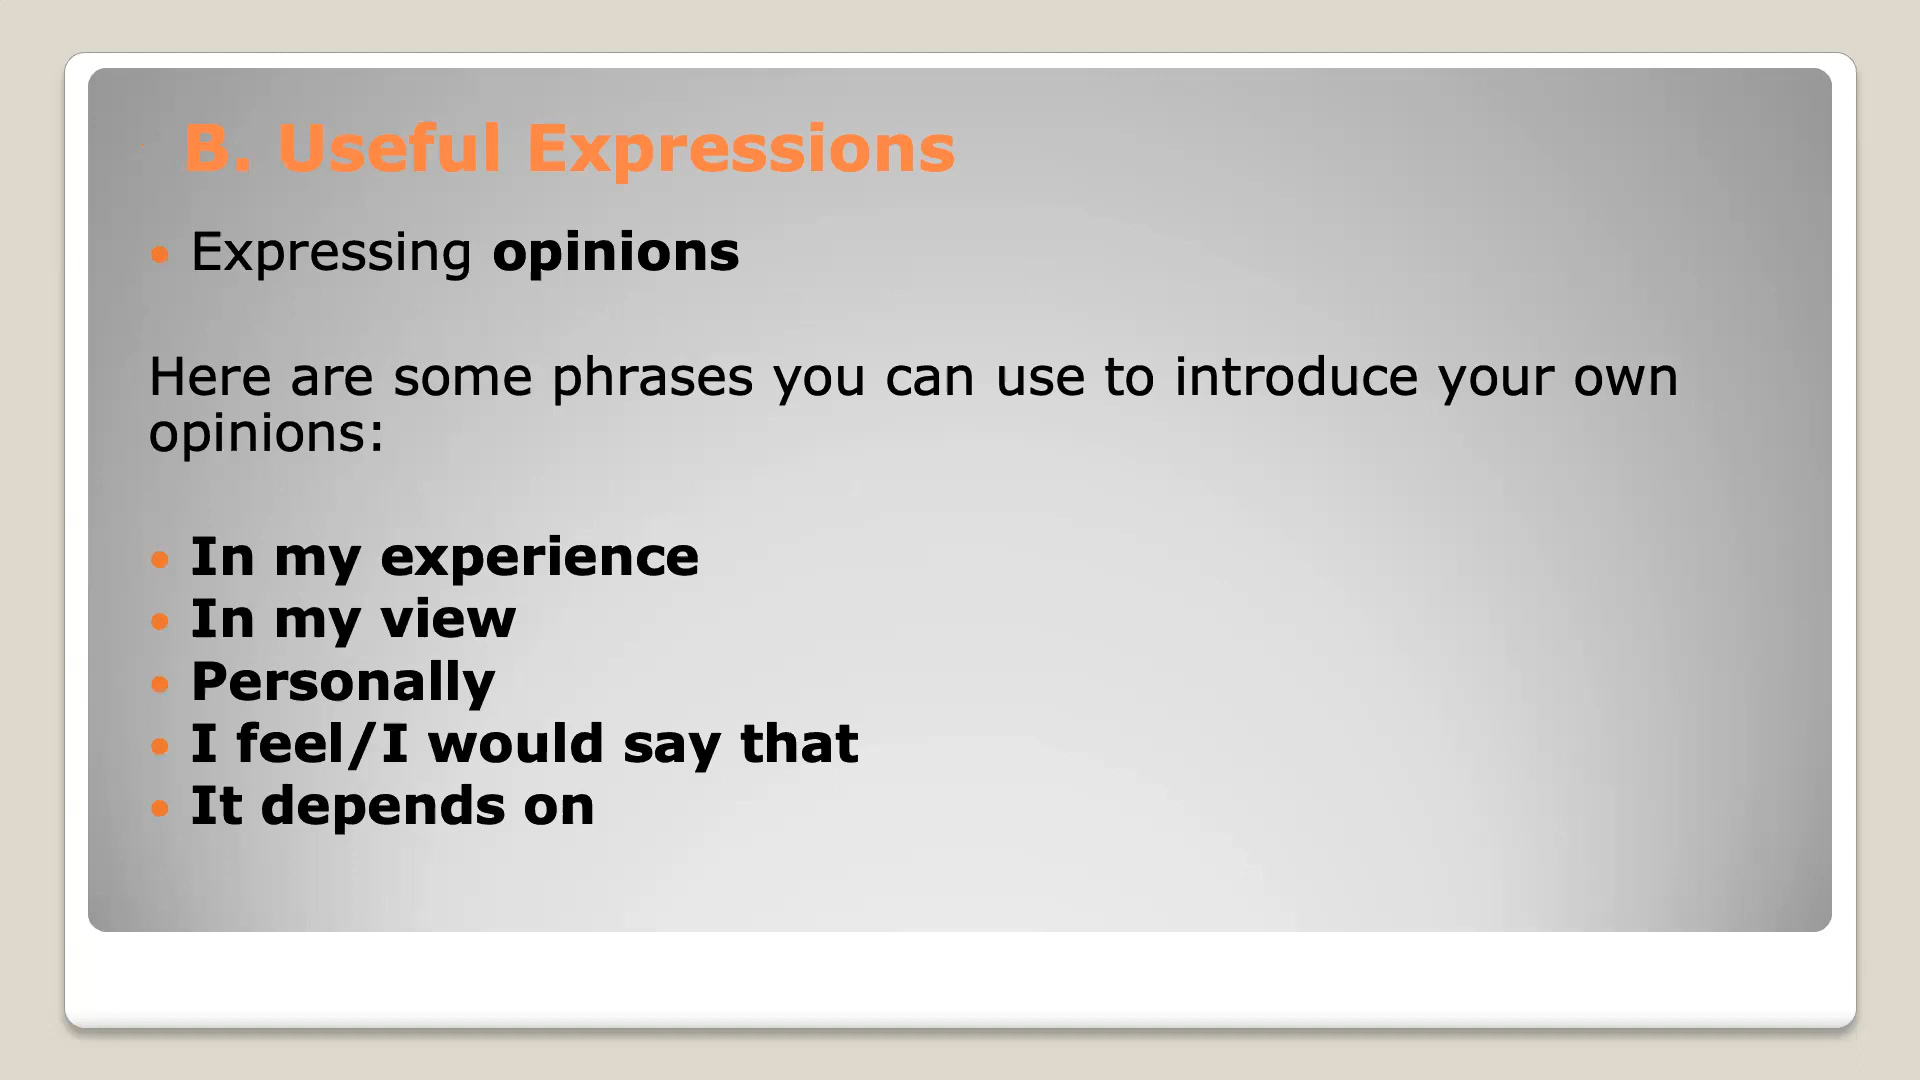 B. Useful Expressions
• Expressing opinions
Here are some phrases you can use to introduce your own
opinions:
• In my experience
• In my view
• Personally
• I feel/I would say that
• It depends on